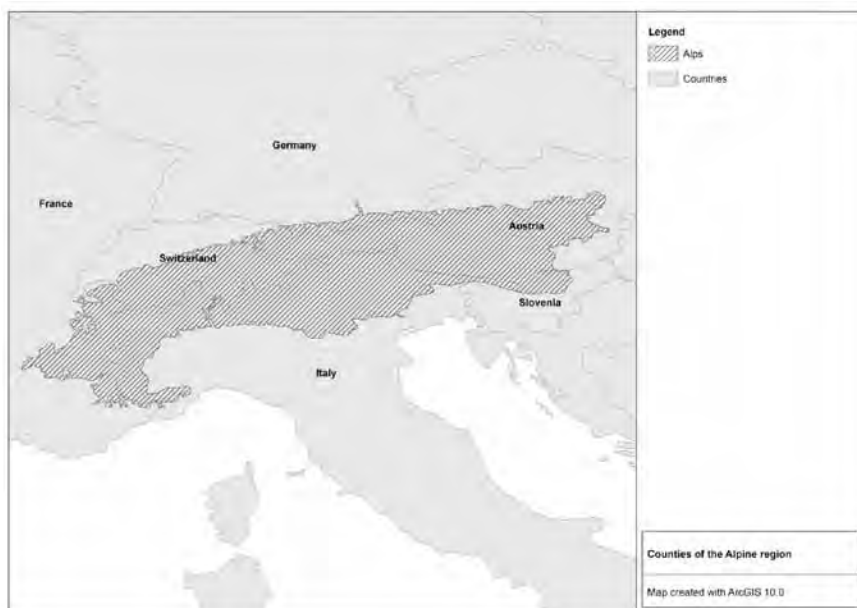 Legend
Alps
Countries
Germany
France
Austria
Switzerland
Slovenia
Italy
Counties of the Alpine region
Map created with ArcGIS 10.0